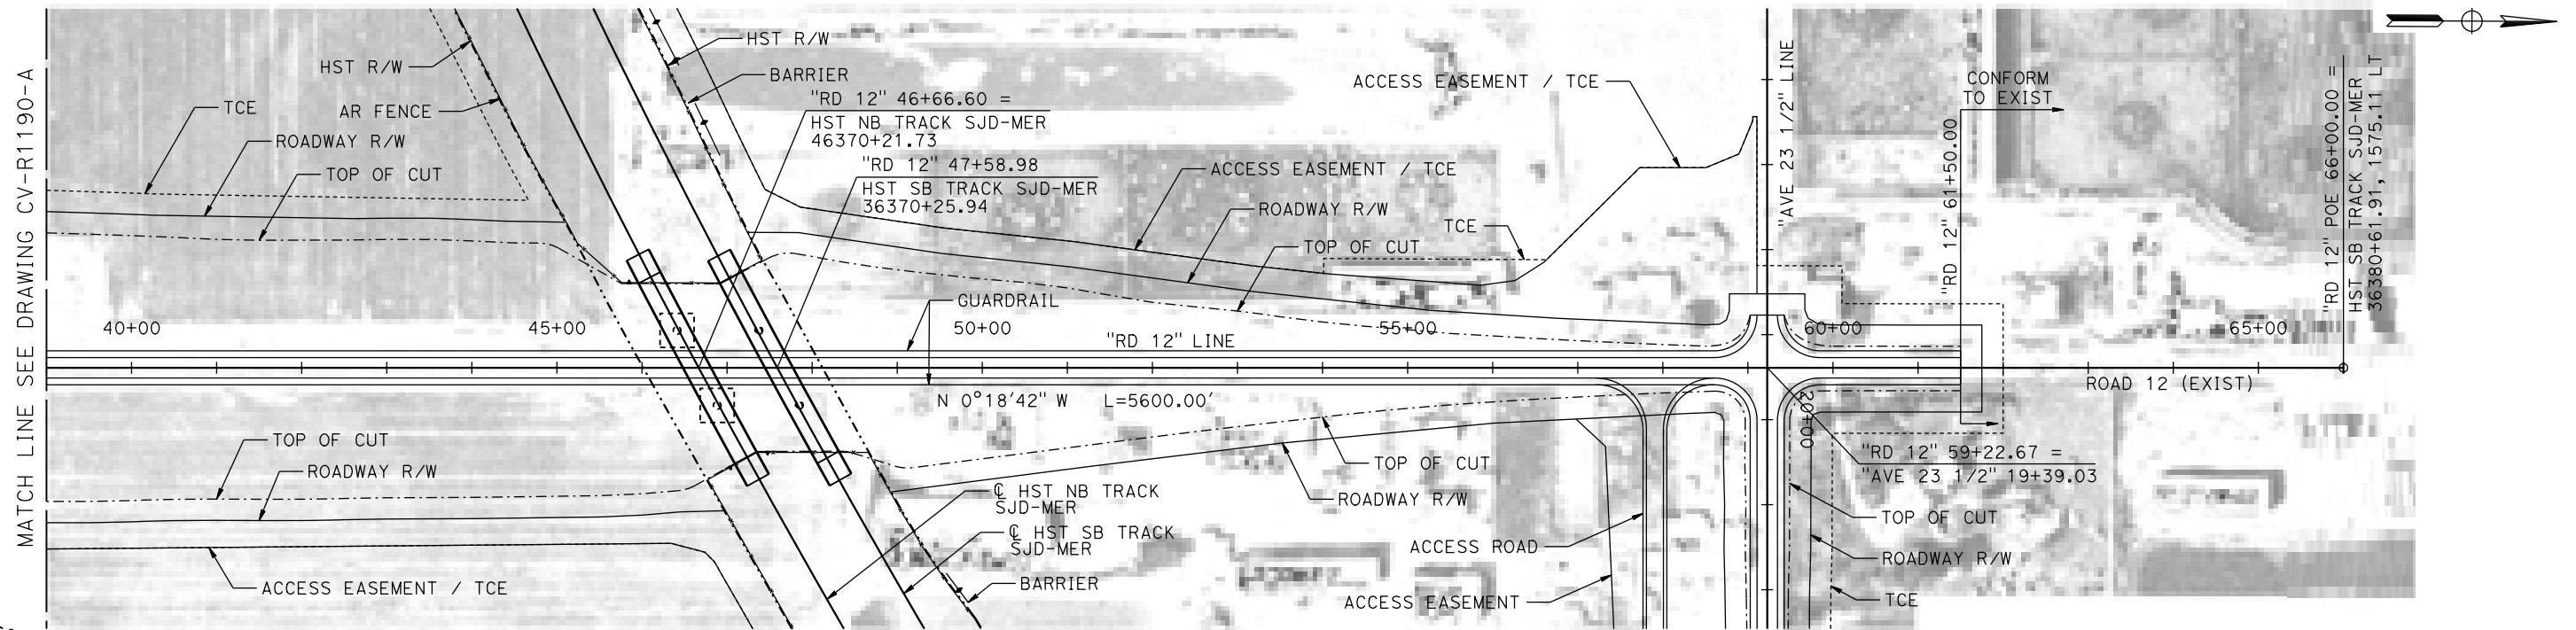 MATCH LINE SEE DRAWING CV-R1190-A
HST R/W
TCE
AR FENCE
ROADWAY R/W
TOP OF CUT
HST R/W
BARRIER
"RD 12" 46+66.60 =
HST NB TRACK SJD-MER
46370+21.73
"RD 12" 47+58.98
HST SB TRACK SJD-MER
36370+25.94
ACCESS EASEMENT / TCE
ACCESS EASEMENT / TCE
ROADWAY R/W
TCE
TOP OF CUT
"AVE 23 1/2" LINE
CONFORM
TO EXIST
"RD 12" 61+50.00
"RD 12" POE 66+00.00 =
HST SB TRACK SJD-MER
36380+61.91, 1575.11 LT
GUARDRAIL
40+00
45+00
50+00
55+00
60+00
65+00
"RD 12" LINE
N 0°18'42" W L=5600.00'
ROAD 12 (EXIST)
20+00
TOP OF CUT
ROADWAY R/W
ACCESS EASEMENT / TCE
℄ HST NB TRACK
SJD-MER
℄ HST SB TRACK
SJD-MER
BARRIER
TOP OF CUT
ROADWAY R/W
ACCESS ROAD
ACCESS EASEMENT
"RD 12" 59+22.67 =
"AVE 23 1/2" 19+39.03
TOP OF CUT
ROADWAY R/W
TCE